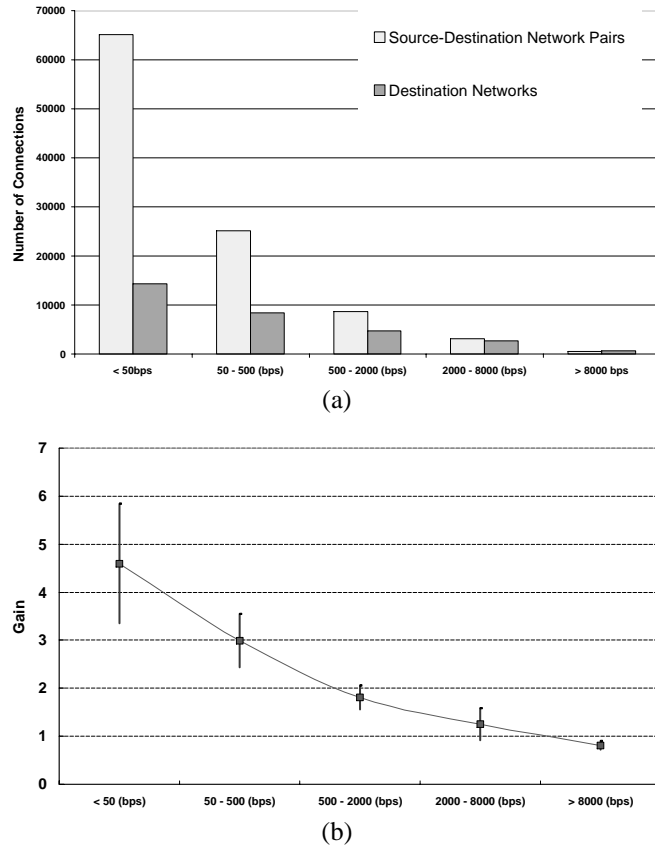 70000
60000
50000
40000
30000
20000
10000
0
Number of Connections
Source-Destination Network Pairs
Destination Networks
< 50bps
50 - 500 (bps)
500 - 2000 (bps)
2000 - 8000 (bps)
> 8000 bps
(a)
7
6
5
4
3
2
1
0
Gain
< 50 (bps)
50 - 500 (bps)
500 - 2000 (bps)
2000 - 8000 (bps)
> 8000 (bps)
(b)